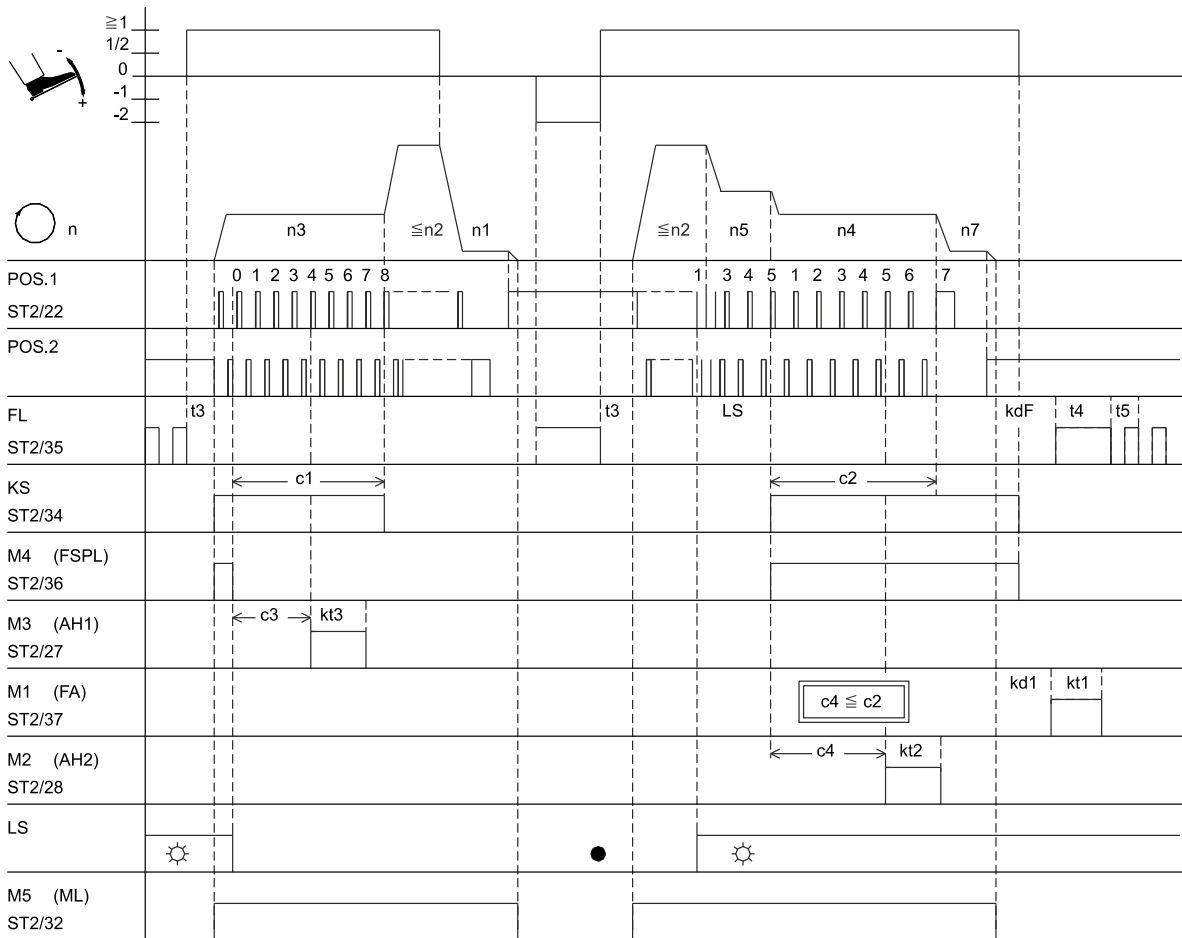 ≧1
1/2
0
-1
-2
-
+
n
n3
≦n2
n1
≦n2
n5
n4
n7
POS.1
0 1 2 3 4 5 6 7 8
1 3 4 5 1 2 3 4 5 6 7
ST2/22
POS.2
FL
t3
t3
LS
kdF
t4
t5
ST2/35
KS
c1
c2
ST2/34
M4 (FSPL)
ST2/36
M3 (AH1)
c3
kt3
ST2/27
M1 (FA)
c4 ≦ c2
kd1
kt1
ST2/37
M2 (AH2)
c4
kt2
ST2/28
LS
M5 (ML)
ST2/32